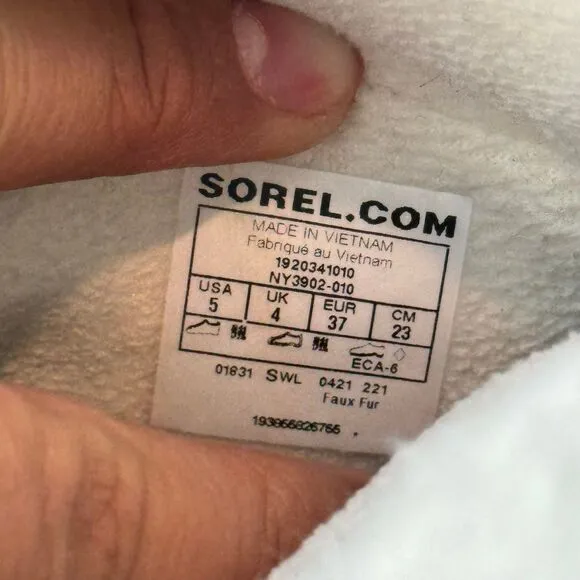 SOREL.COM
MADE IN VIETNAM
Fabriqué au Vietnam
1920341010
NY3902-010
USA UK EUR CM
5 4 37 23
ECA-6
01831 SWL 0421 221
Faux Fur